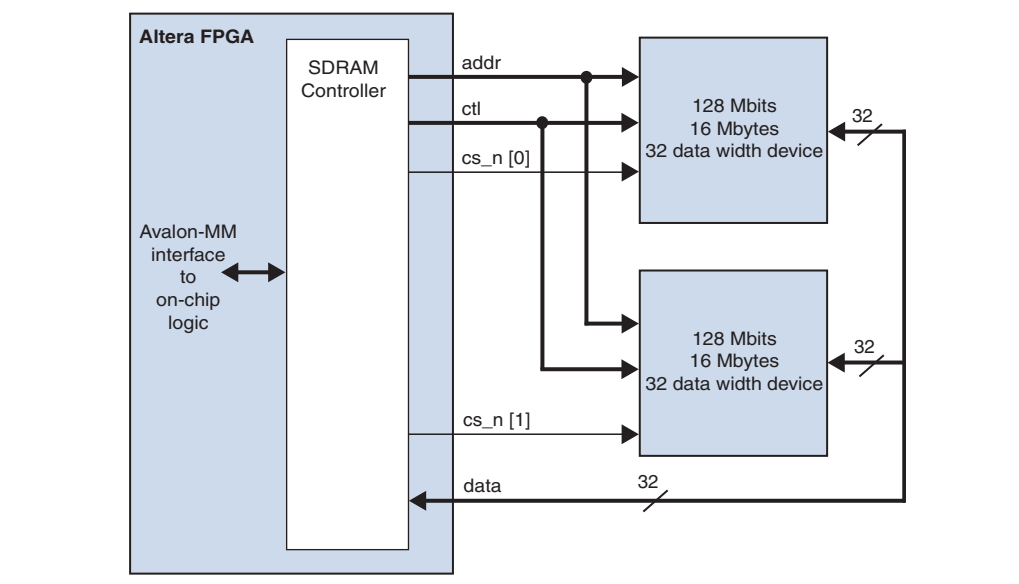 Altera FPGA
SDRAM
Controller
addr
ctl
cs_n [0]
128 Mbits
16 Mbytes
32 data width device
32
Avalon-MM
interface
to
on-chip
logic
128 Mbits
16 Mbytes
32 data width device
32
cs_n [1]
data
32